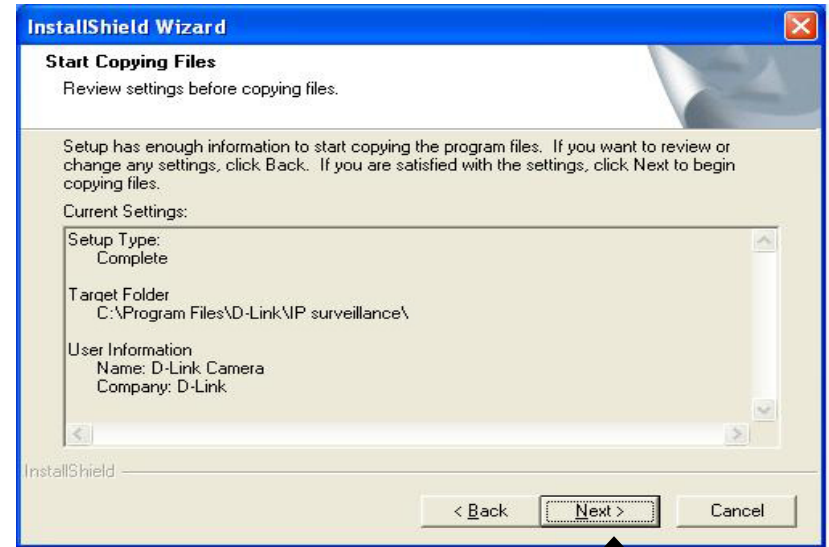 InstallShield Wizard
Start Copying Files
Review settings before copying files.
Setup has enough information to start copying the program files.  If you want to review or
change any settings, click Back.  If you are satisfied with the settings, click Next to begin
copying files.
Current Settings:
Setup Type:
Complete
Target Folder
C:\Program Files\D-Link\IP surveillance\
User Information
Name: D-Link Camera
Company: D-Link
InstallShield
< Back
Next >
Cancel